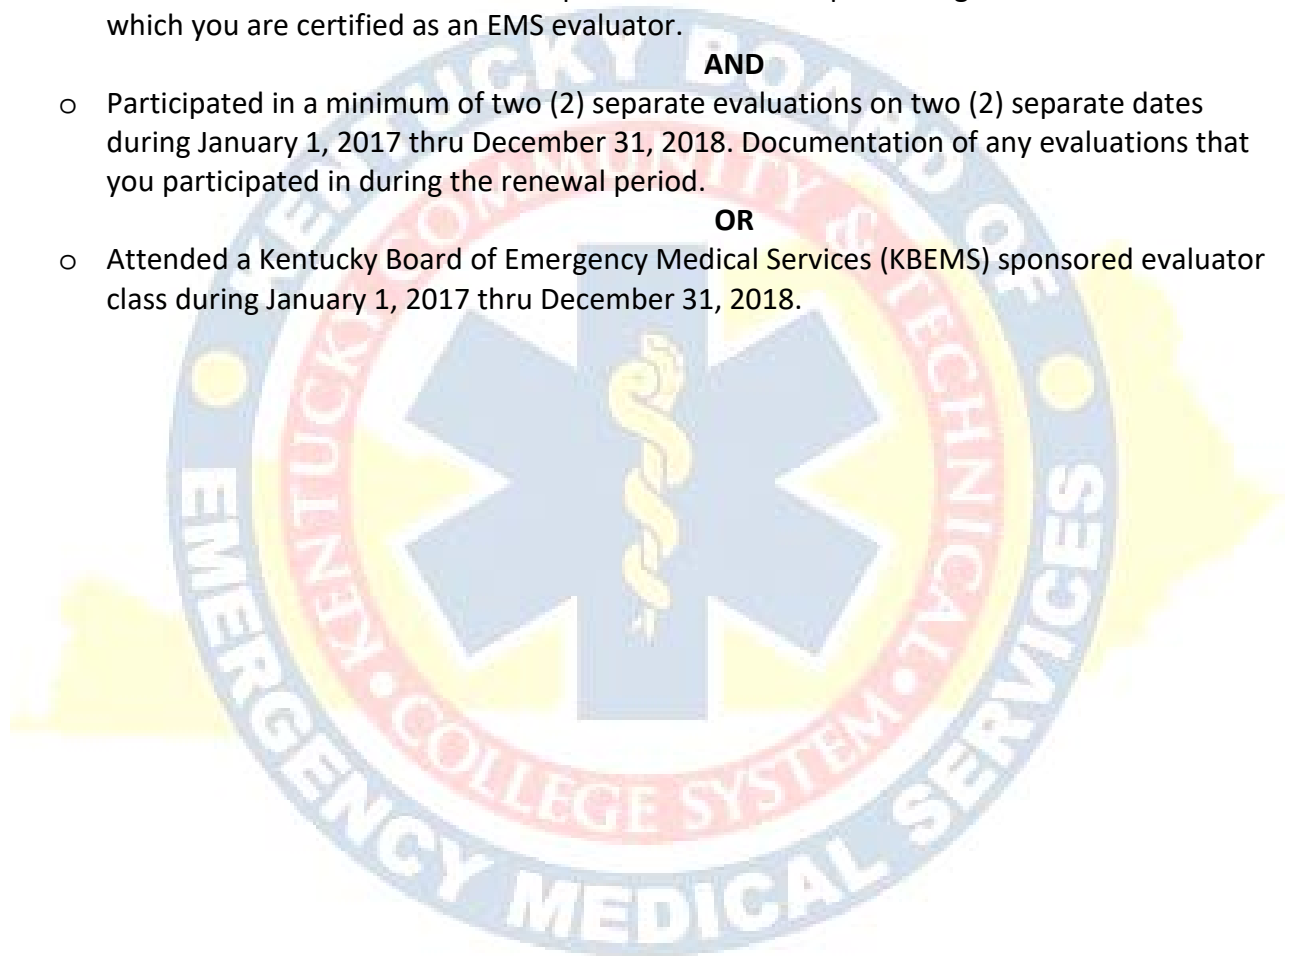 which you are certified as an EMS evaluator.
AND
o Participated in a minimum of two (2) separate evaluations on two (2) separate dates
during January 1, 2017 thru December 31, 2018. Documentation of any evaluations that
you participated in during the renewal period.
OR
o Attended a Kentucky Board of Emergency Medical Services (KBEMS) sponsored evaluator
class during January 1, 2017 thru December 31, 2018.
KENTUCKY BOARD OF
EMERGENCY MEDICAL SERVICES
KENTUCKY COMMUNITY & TECHNICAL
• COLLEGE SYSTEM •